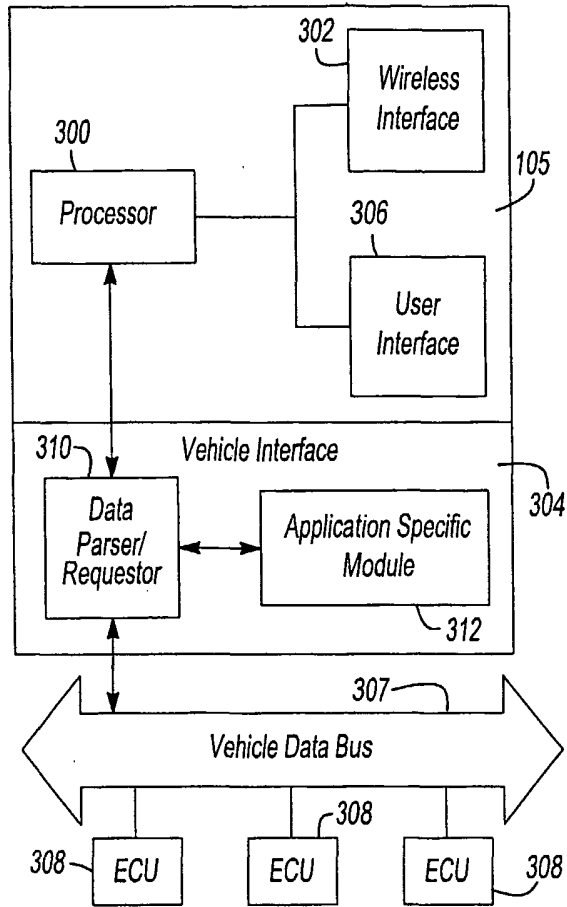 302
Wireless
Interface
300
Processor
105
306
User
Interface
Vehicle Interface
310
304
Data
Parser/
Requestor
Application Specific
Module
312
307
Vehicle Data Bus
308
ECU
308
ECU
ECU
308